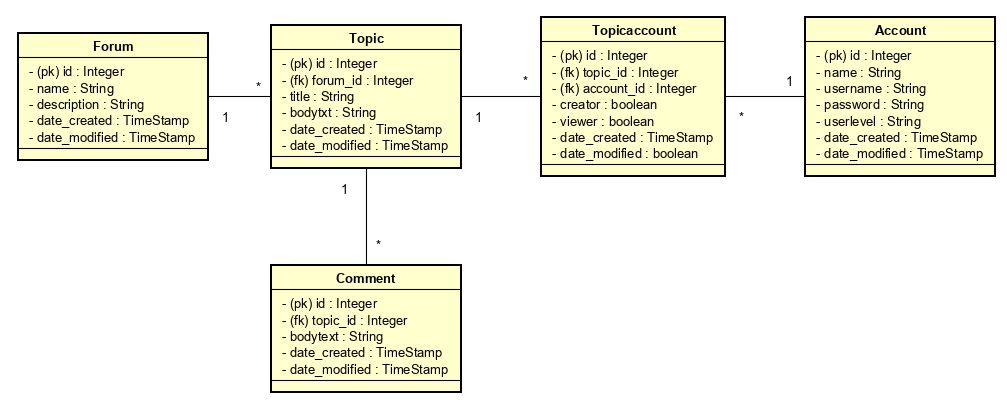 Forum
- (pk) id : Integer
- name : String
- description : String
- date_created : TimeStamp
- date_modified : TimeStamp
*
1
Topic
- (pk) id : Integer
- (fk) forum_id : Integer
- title : String
- bodytxt : String
- date_created : TimeStamp
- date_modified : TimeStamp
*
1
Topicaccount
- (pk) id : Integer
- (fk) topic_id : Integer
- (fk) account_id : Integer
- creator : boolean
- viewer : boolean
- date_created : TimeStamp
- date_modified : boolean
1
*
Account
- (pk) id : Integer
- name : String
- username : String
- password : String
- userlevel : String
- date_created : TimeStamp
- date_modified : TimeStamp
1
*
Comment
- (pk) id : Integer
- (fk) topic_id : Integer
- bodytext : String
- date_created : TimeStamp
- date_modified : TimeStamp